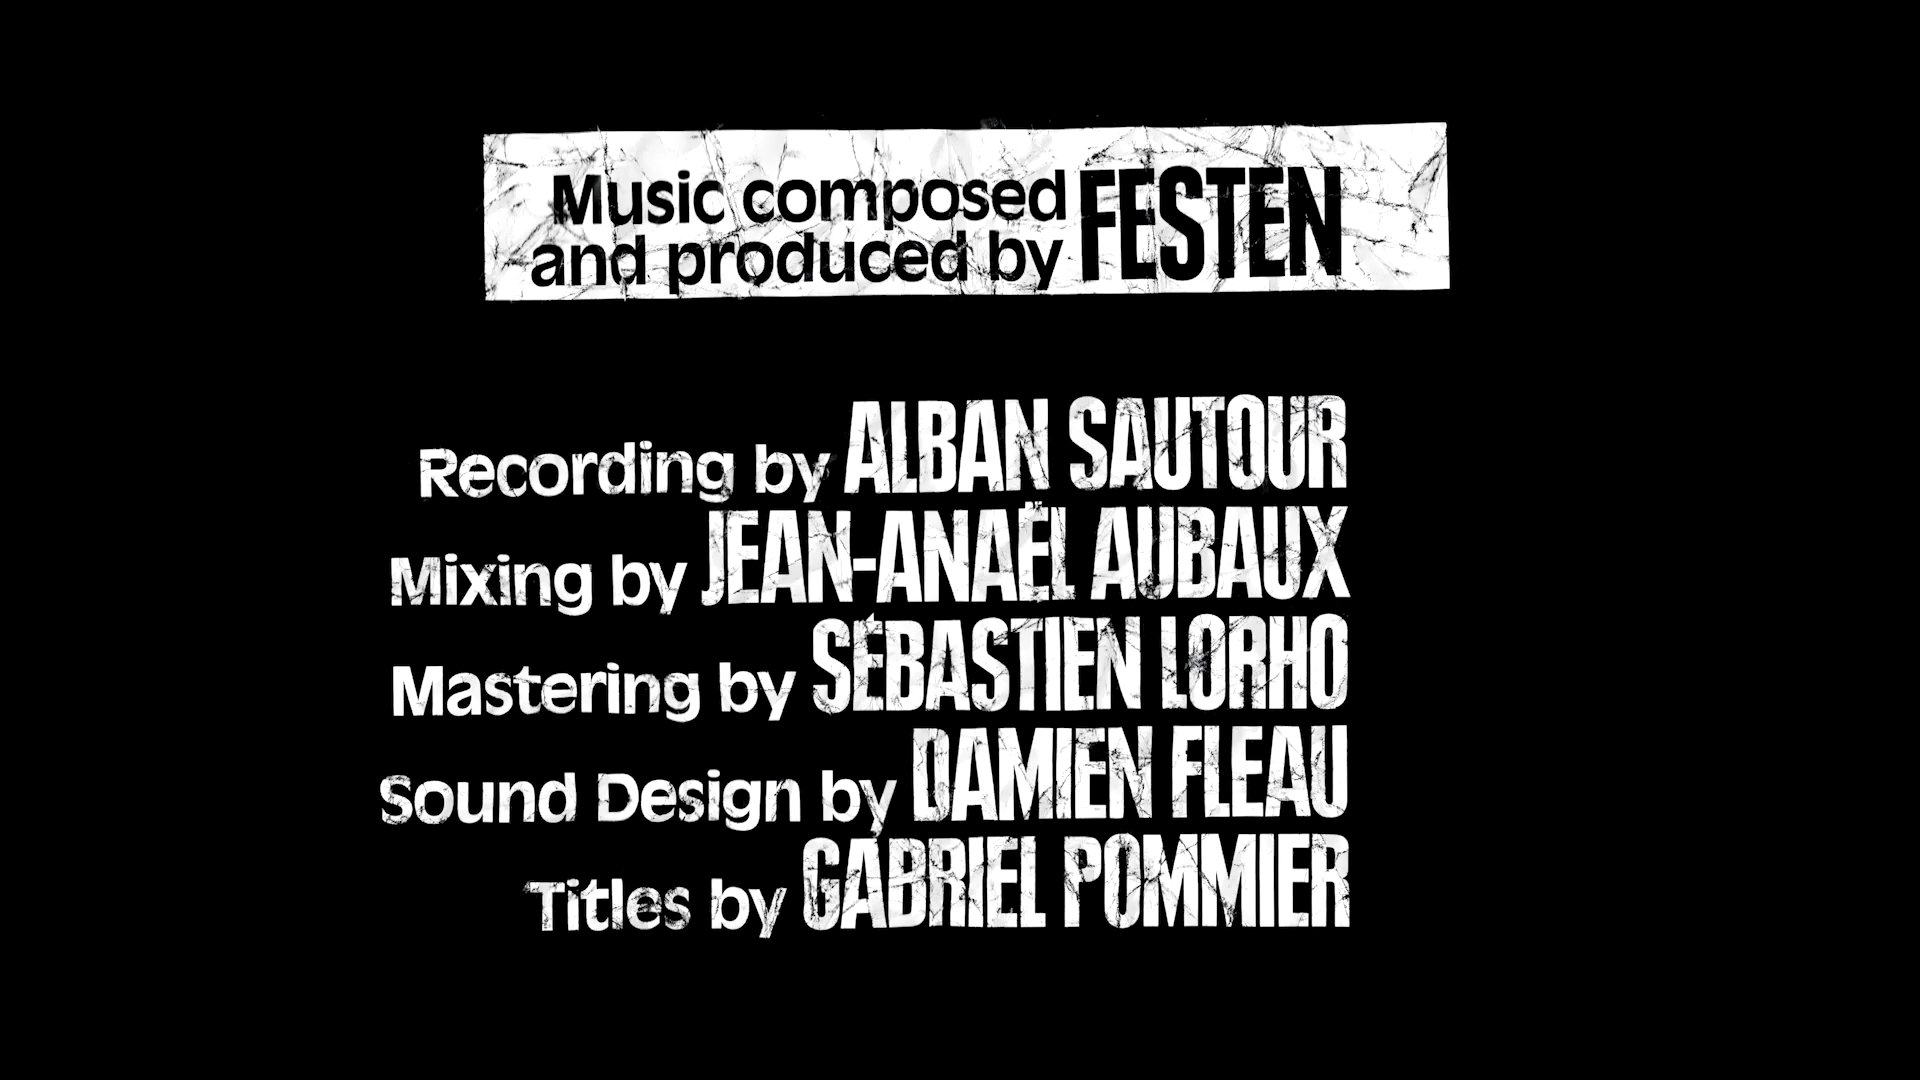 Music composed
and produced by FESTEN
Recording by ALBAN SAUTOUR
Mixing by JEAN-ANAËL AUBAUX
Mastering by SÉBASTIEN LORHO
Sound Design by DAMIEN FLEAU
Titles by GABRIEL POMMIER